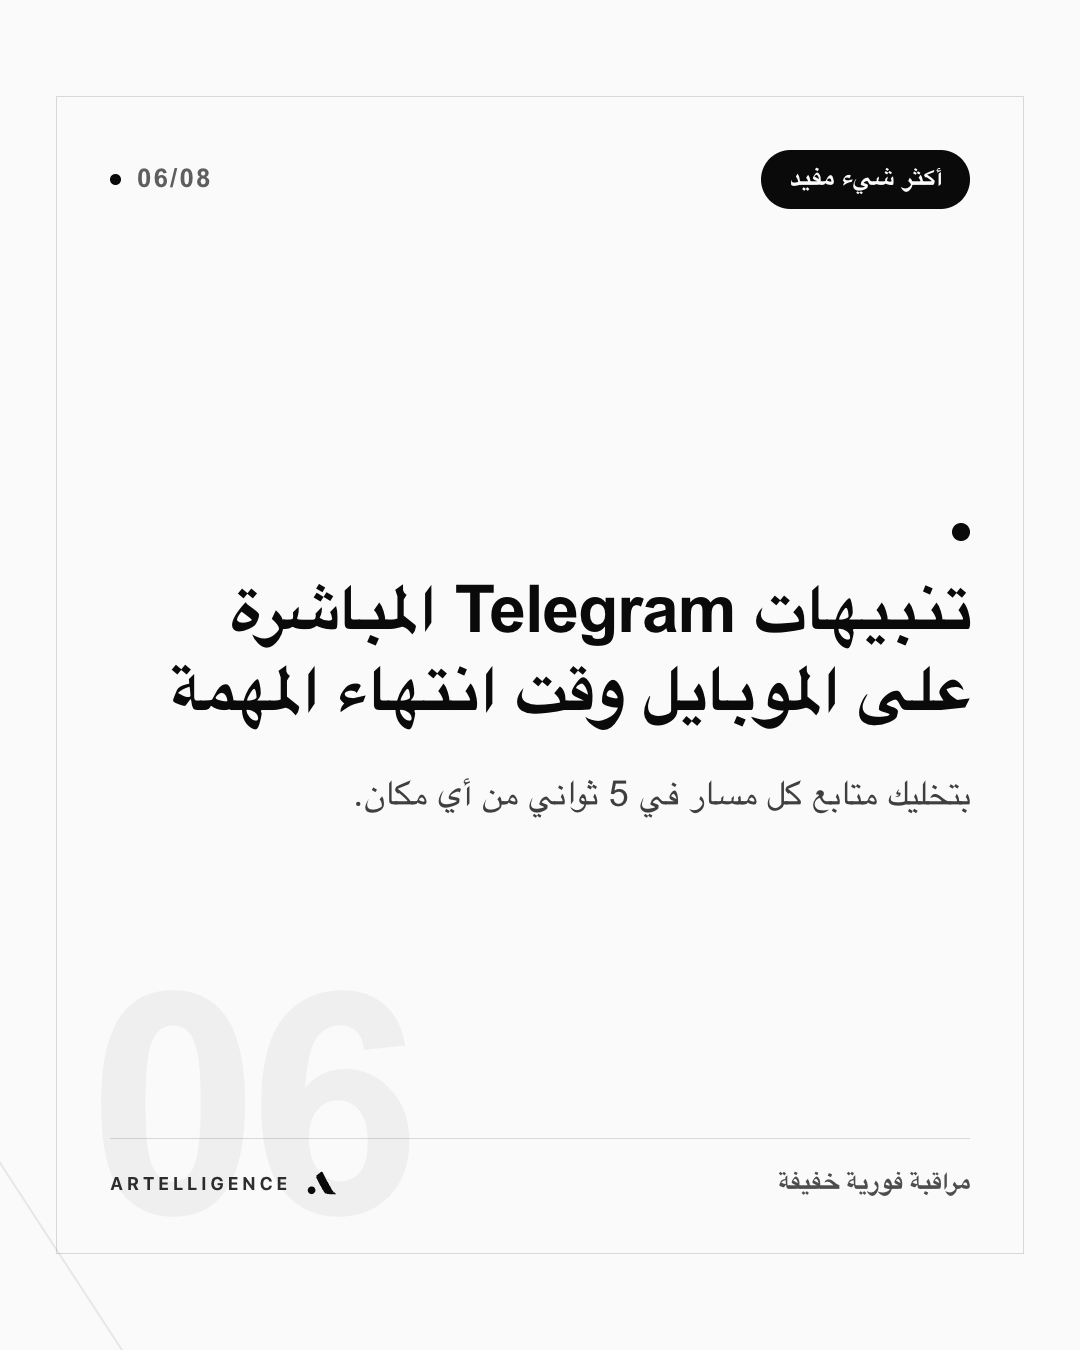 أكثر شيء مفيد
06/08
تنبيهات Telegram المباشرة
على الموبايل وقت انتهاء المهمة
بتخليك متابع كل مسار في 5 ثواني من أي مكان.
06
مراقبة فورية خفيفة
ARTELLIGENCE